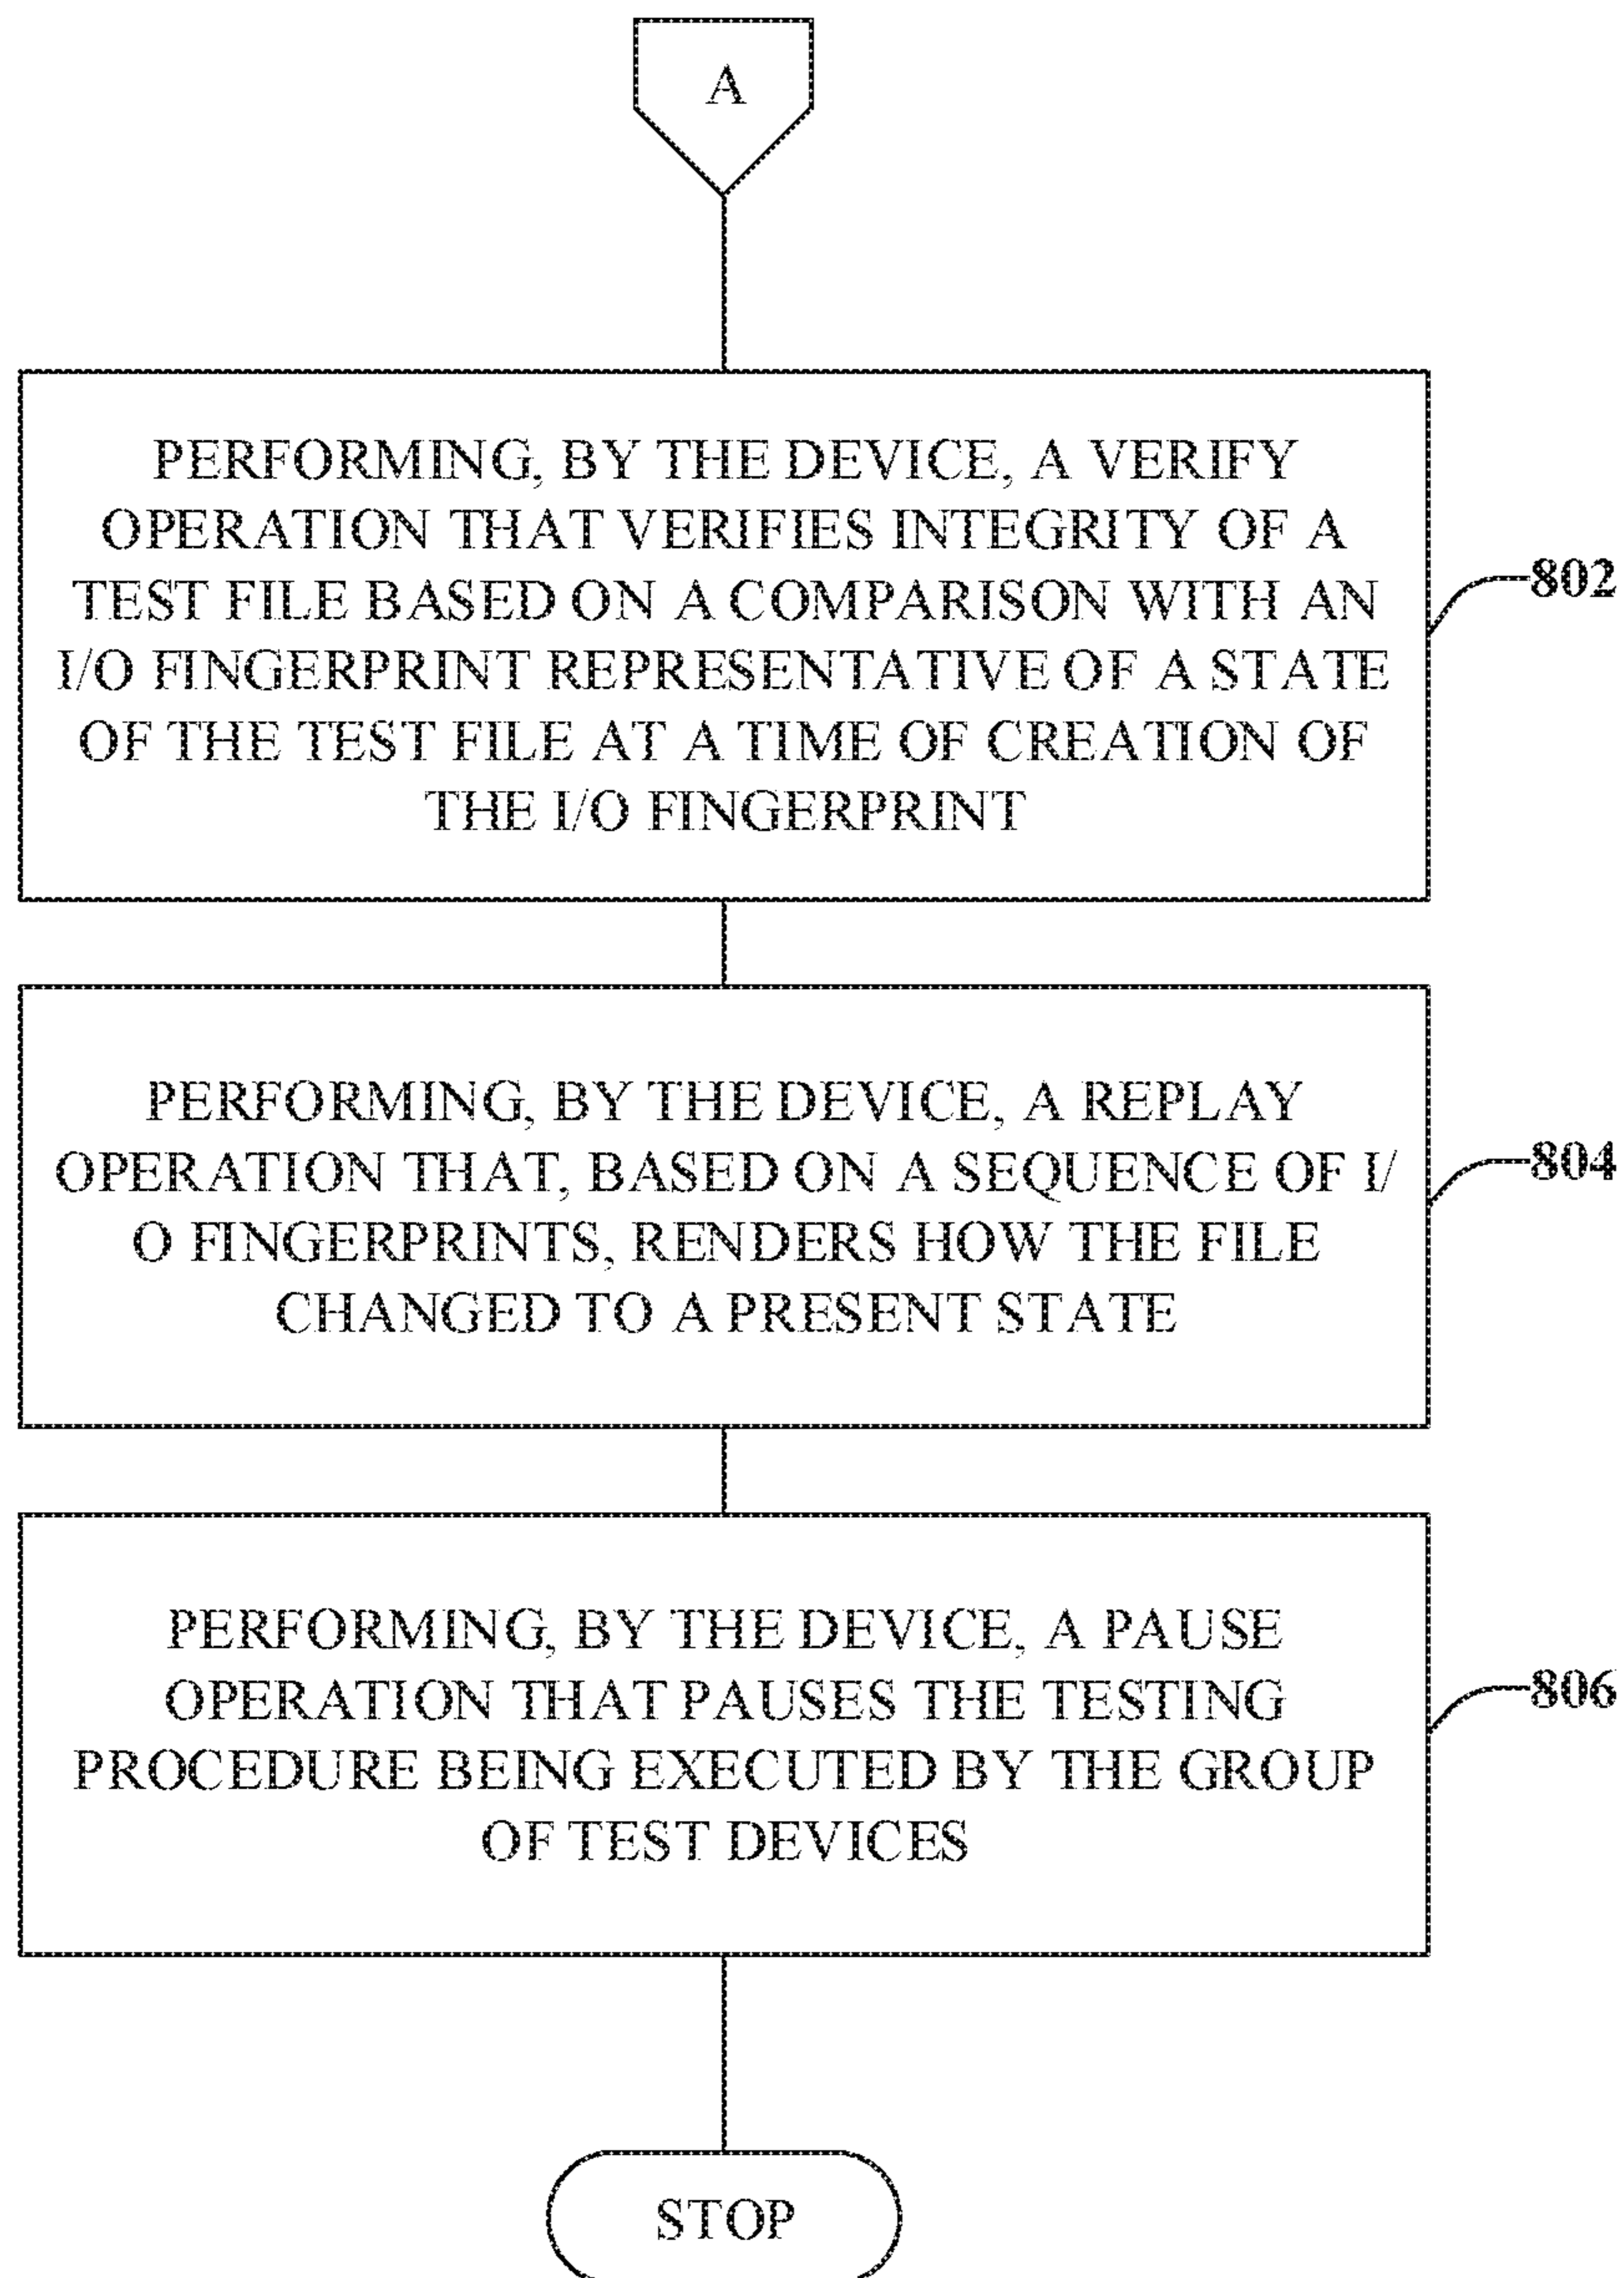 A
PERFORMING, BY THE DEVICE, A VERIFY
OPERATION THAT VERIFIES INTEGRITY OF A
TEST FILE BASED ON A COMPARISON WITH AN
I/O FINGERPRINT REPRESENTATIVE OF A STATE
OF THE TEST FILE AT A TIME OF CREATION OF
THE I/O FINGERPRINT
802
PERFORMING, BY THE DEVICE, A REPLAY
OPERATION THAT, BASED ON A SEQUENCE OF I/
O FINGERPRINTS, RENDERS HOW THE FILE
CHANGED TO A PRESENT STATE
804
PERFORMING, BY THE DEVICE, A PAUSE
OPERATION THAT PAUSES THE TESTING
PROCEDURE BEING EXECUTED BY THE GROUP
OF TEST DEVICES
806
STOP